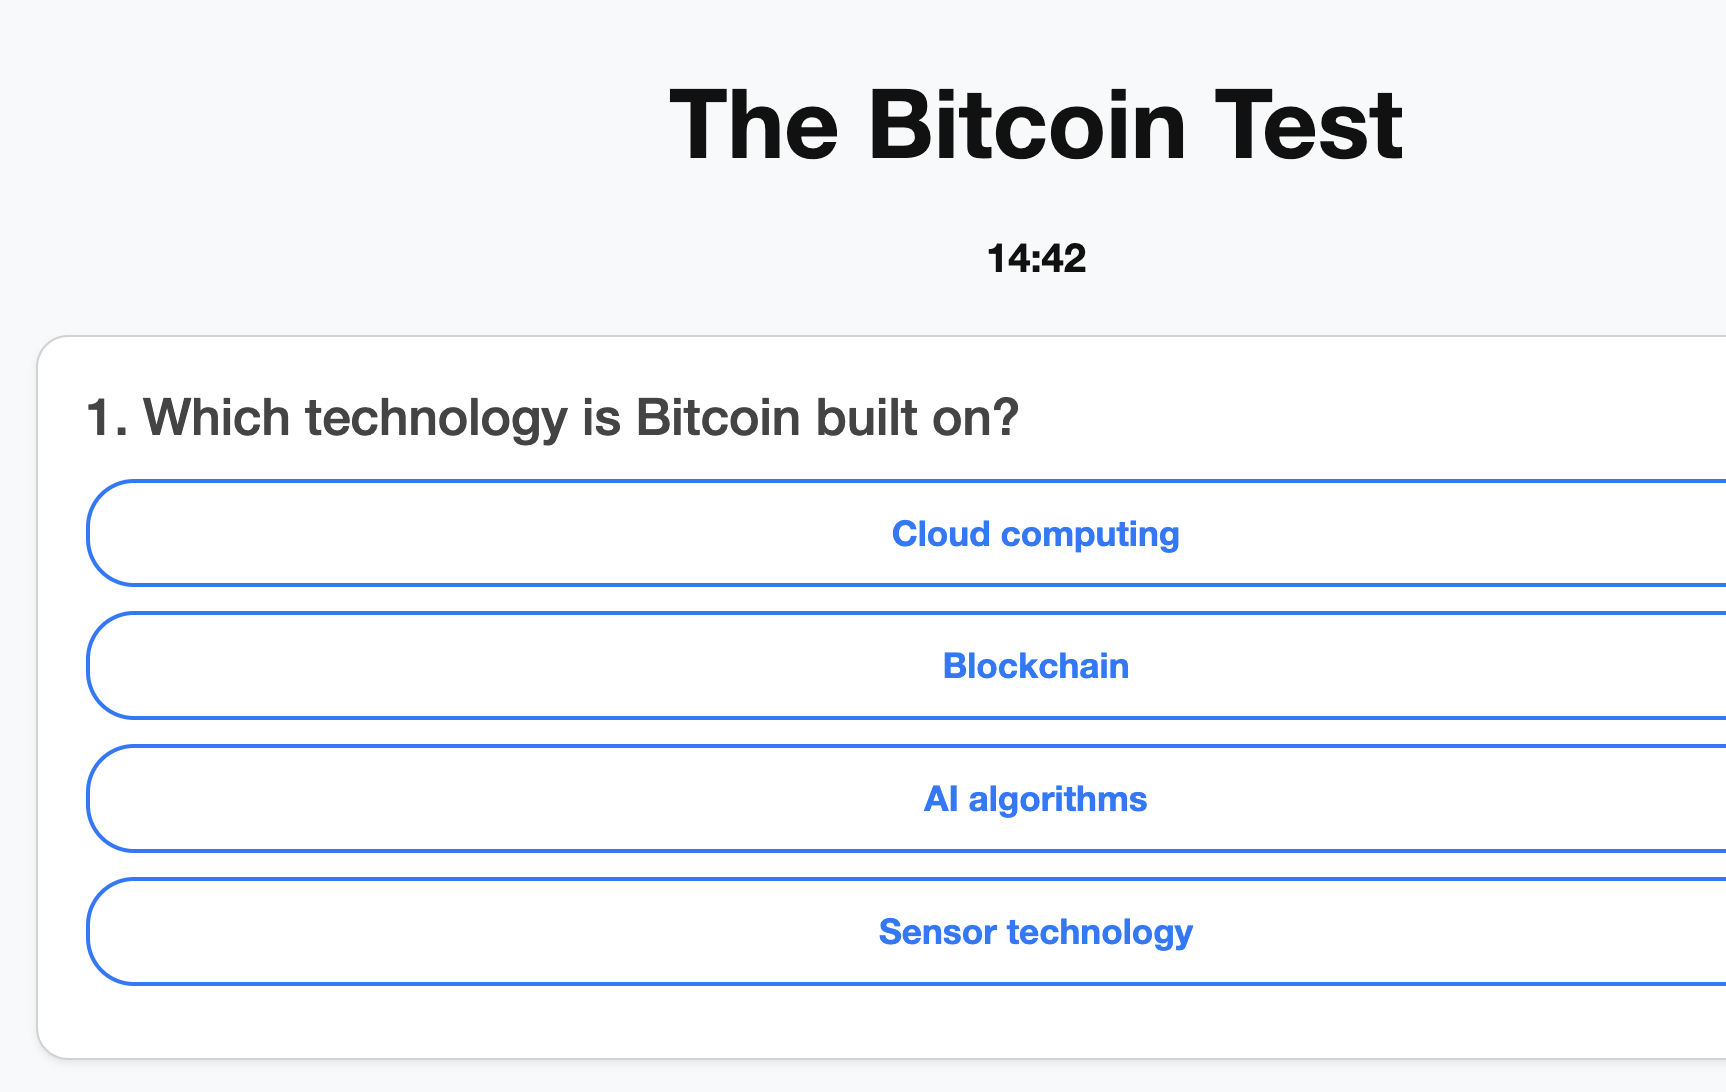 The Bitcoin Test
14:42
1. Which technology is Bitcoin built on?
Cloud computing
Blockchain
AI algorithms
Sensor technology